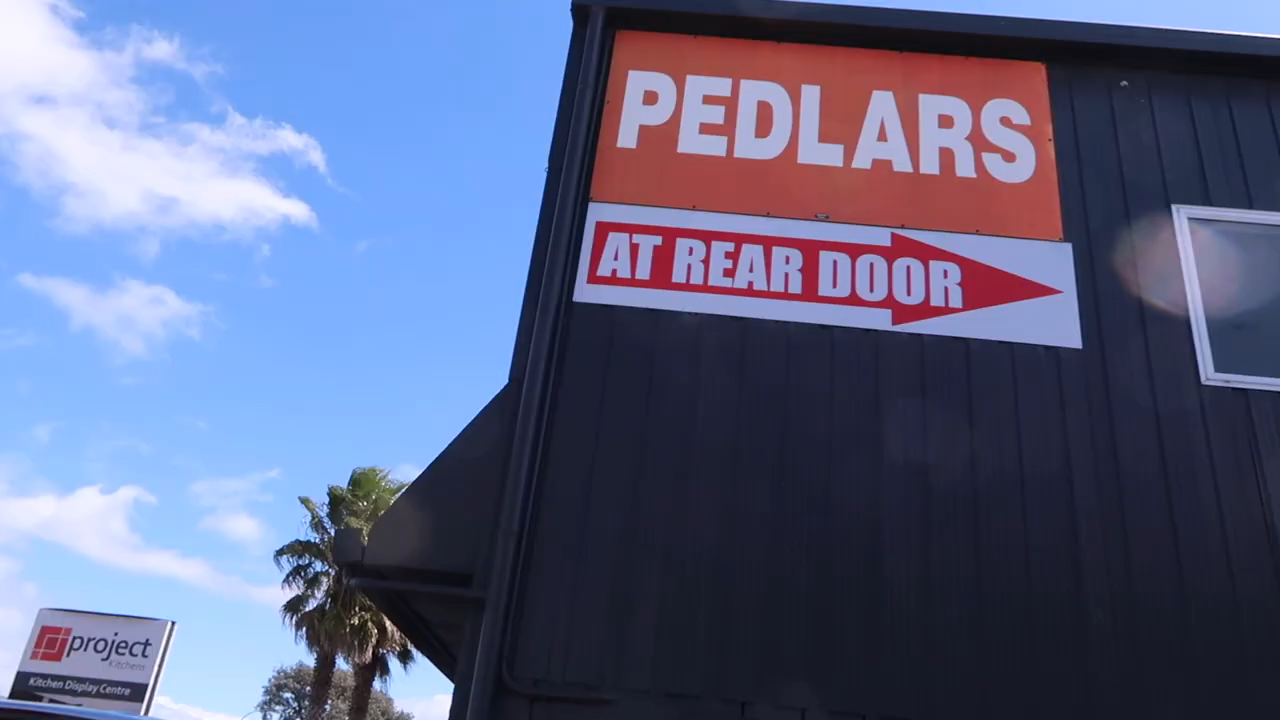 PEDLARS
AT REAR DOOR
project
Kitchens
Kitchen Display Centre